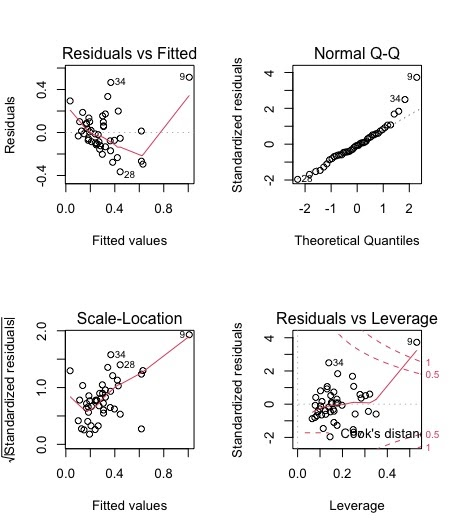 Residuals vs Fitted
Residuals
0.4
0.0
-0.4
34
9
28
0.0 0.4 0.8
Fitted values
Normal Q-Q
Standardized residuals
4
2
0
-2
9
34
28
-2 -1 0 1 2
Theoretical Quantiles
Scale-Location
√|Standardized residuals|
2.0
1.0
0.0
9
34
28
0.0 0.4 0.8
Fitted values
Residuals vs Leverage
Standardized residuals
4
2
0
-2
9
34
1
0.5
0.5
1
Cook's distan
0.0 0.2 0.4
Leverage